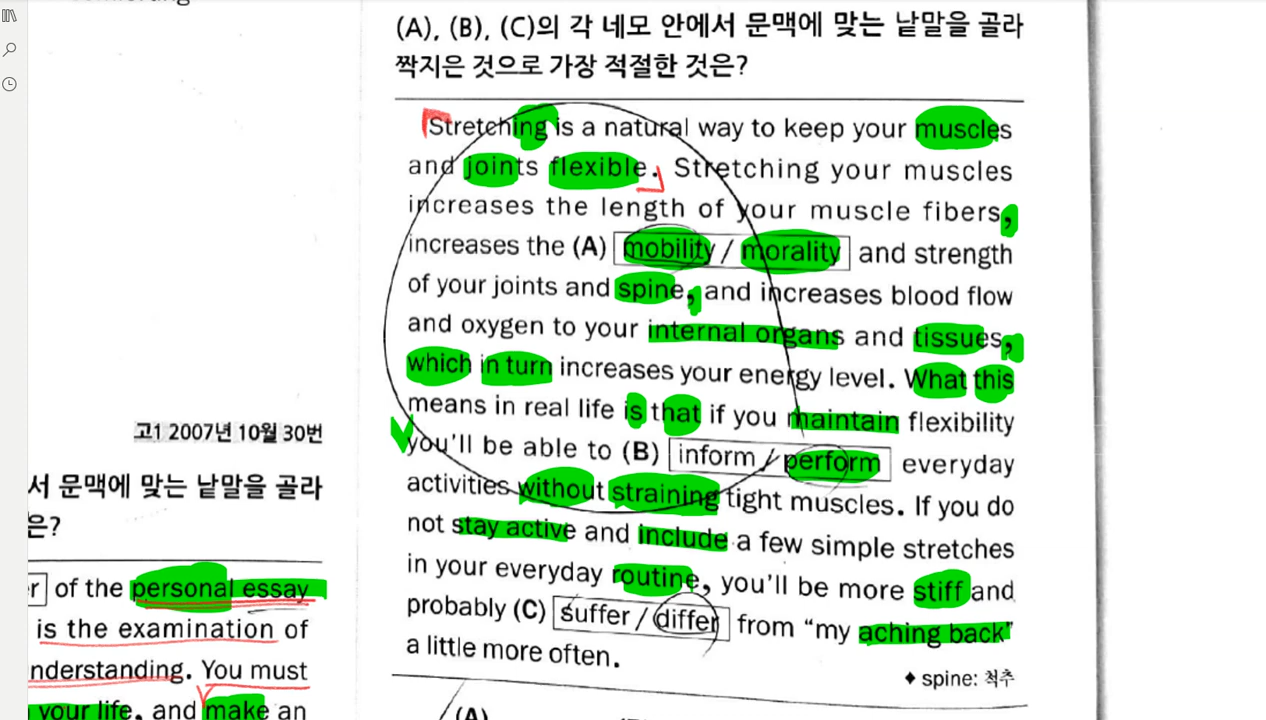 (A), (B), (C)의 각 네모 안에서 문맥에 맞는 낱말을 골라
짝지은 것으로 가장 적절한 것은?
Stretching is a natural way to keep your muscles
and joints flexible. Stretching your muscles
increases the length of your muscle fibers,
increases the (A) mobility / morality and strength
of your joints and spine, and increases blood flow
and oxygen to your internal organs and tissues,
which in turn increases your energy level. What this
means in real life is that if you maintain flexibility
you'll be able to (B) inform / perform everyday
activities without straining tight muscles. If you do
not stay active and include a few simple stretches
in your everyday routine, you'll be more stiff and
probably (C) suffer / differ from “my aching back”
a little more often.
♦ spine: 척추
(A)
고1 2007년 10월 30번
서 문맥에 맞는 낱말을 골라
은?
of the personal essay
is the examination of
nderstanding. You must
your life, and make an